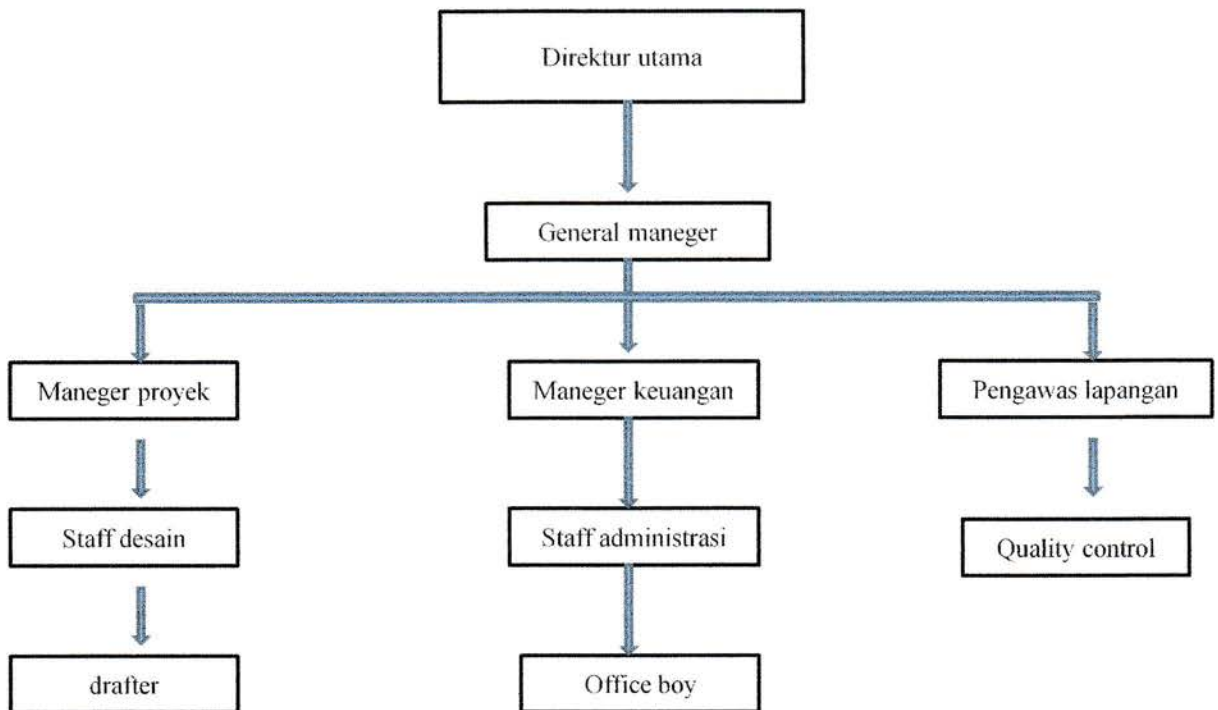 Direktur utama
General maneger
Maneger proyek
Maneger keuangan
Pengawas lapangan
Staff desain
Staff administrasi
Quality control
drafter
Office boy